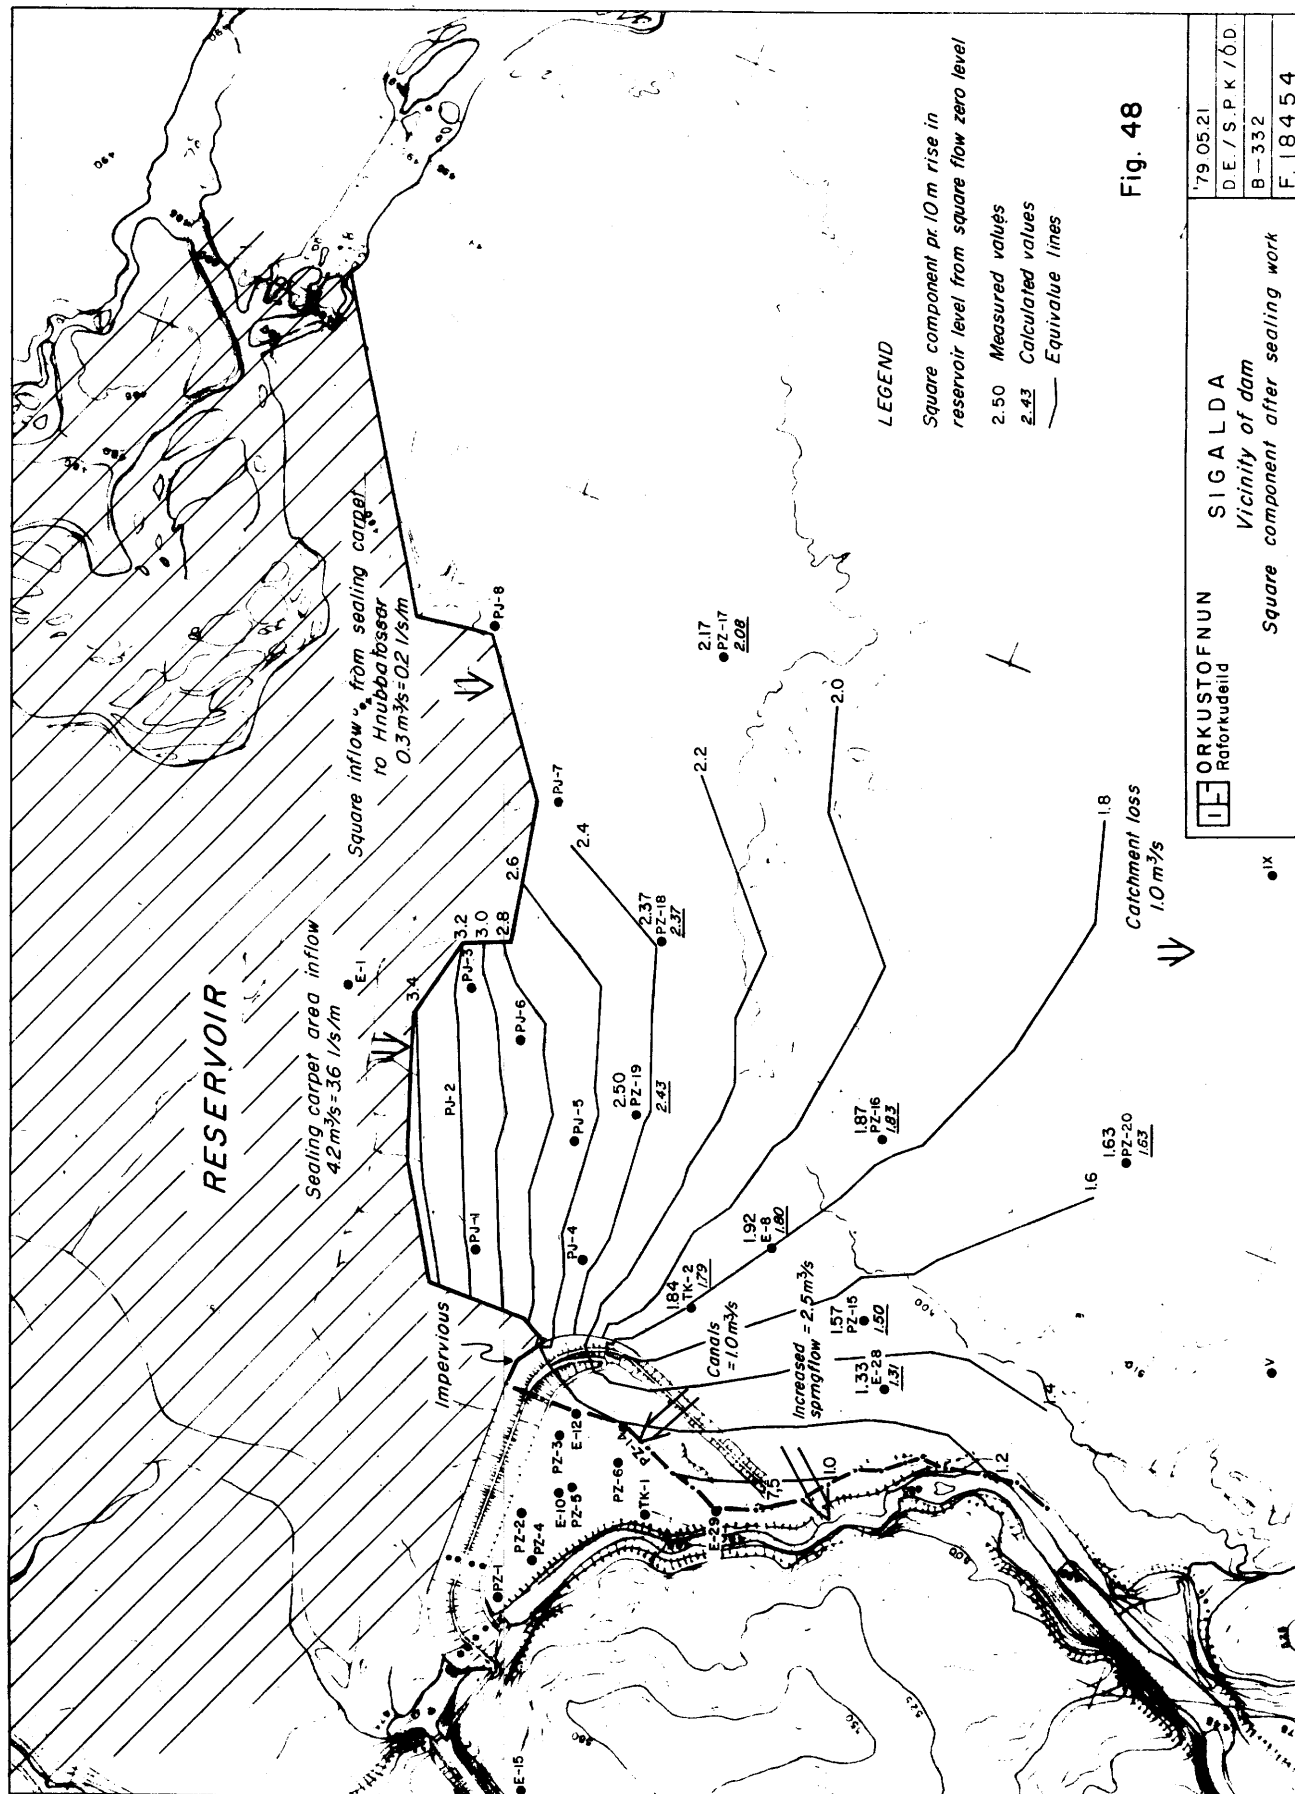 RESERVOIR
Sealing carpet area inflow
4.2 m³/s = 3.6 l/s/m
Square inflow from sealing carpet
to Hnubbafossar
0.3 m³/s = 0.2 l/s/m
Impervious
E-1
PJ-1
PJ-2
PJ-3
PJ-4
PJ-5
PJ-6
PJ-7
PJ-8
3.4
3.2
3.0
2.8
2.6
2.4
2.2
2.0
1.8
1.6
1.2
1.0
7.5
2.50
PZ-19
2.43
2.37
PZ-18
2.37
2.17
PZ-17
2.08
1.87
PZ-16
1.83
1.92
E-8
1.80
1.84
TK-2
1.79
1.57
PZ-15
1.50
1.33
E-28
1.31
1.63
PZ-20
1.63
Canals
= 1.0 m³/s
Increased = 2.5 m³/s
springflow
Catchment loss
1.0 m³/s
PZ-1
PZ-2
PZ-4
E-10
PZ-3
PZ-5
E-12
PZ-6
TK-1
E-29
E-15
IX
V
490
400
600
550
525
LEGEND
Square component pr. 10 m rise in
reservoir level from square flow zero level
2.50 Measured values
2.43 Calculated values
Equivalue lines
Fig. 48
ORKUSTOFNUN
Raforkudeild
SIGALDA
Vicinity of dam
Square component after sealing work
'79.05.21
D.E./S.P.K/Ó.D.
B-332
F. 18454